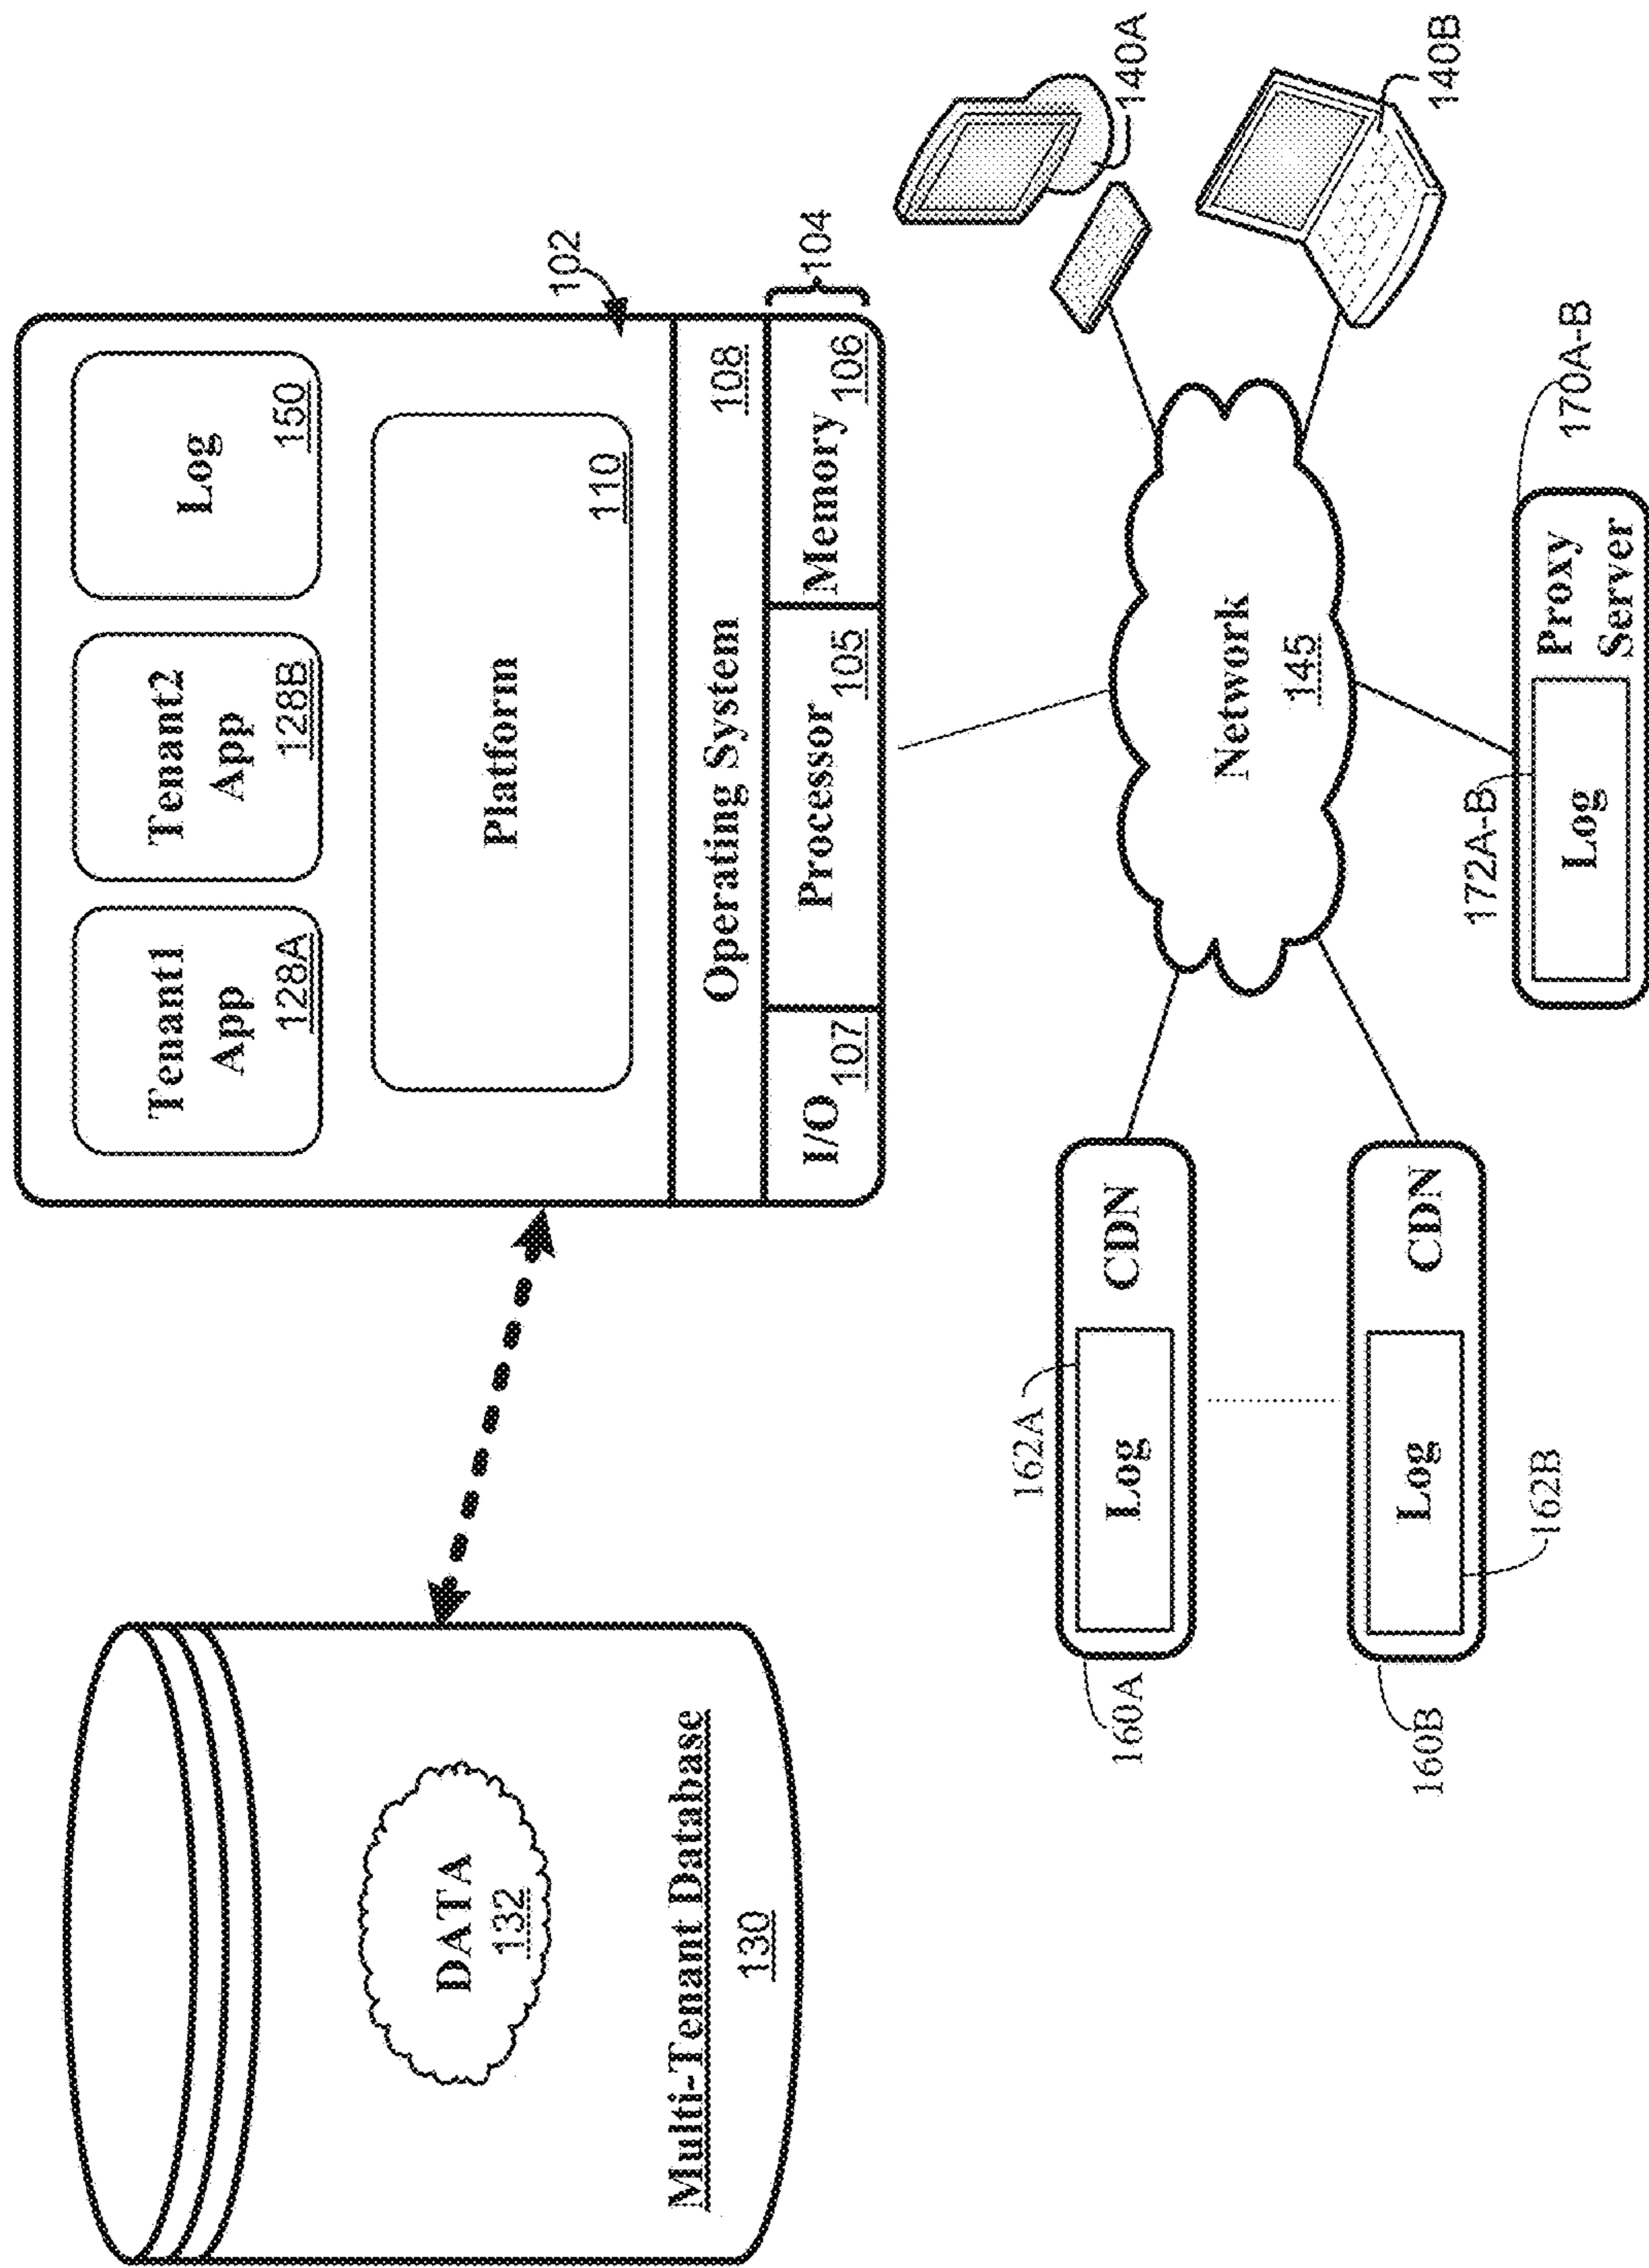 Multi-Tenant Database
130
DATA
132
Tenant1
App
128A
Tenant2
App
128B
Log
150
Platform
110
102
Operating System
108
I/O
107
Processor
105
Memory
106
104
Network
145
140A
140B
160A
162A
Log
CDN
160B
162B
Log
CDN
170A-B
172A-B
Log
Proxy
Server